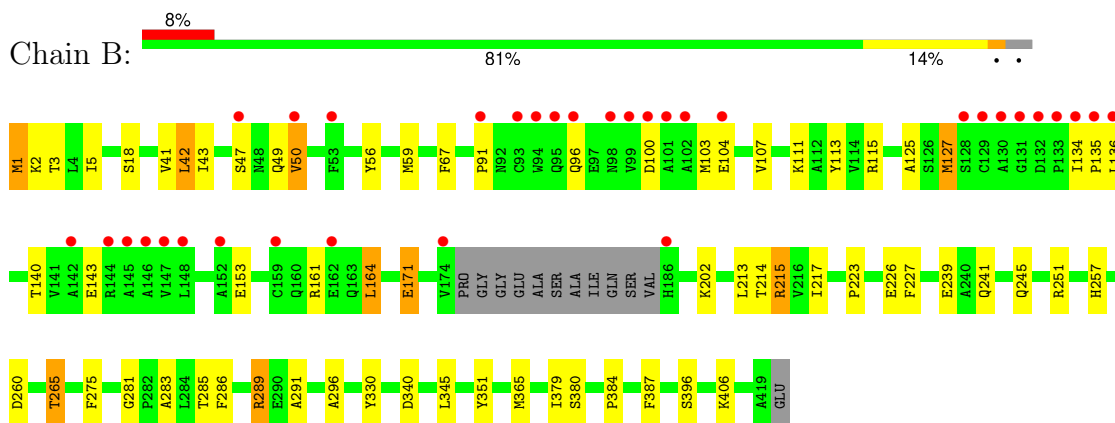 8%
Chain B:
81% 14% • •
M1 K2 T3 L4 I5 S18 V41 L42 I43 S47 N48 Q49 V50 F53 Y56 M59 F67 P91 N92 C93 W94 Q95 Q96 E97 N98 V99 D100 A101 A102 M103 E104 V107 K111 A112 Y113 V114 R115 A125 S126 M127 S128 C129 A130 G131 D132 P133 I134 P135 L136
T140 V141 A142 E143 R144 A145 A146 V147 L148 A152 E153 C159 Q160 R161 E162 Q163 L164 E171 V174 PRO GLY GLY GLU ALA SER ALA ILE GLN SER VAL H186 K202 L213 T214 R215 V216 I217 P223 E226 F227 E239 A240 Q241 Q245 R251 H257
D260 T265 F275 G281 P282 A283 L284 T285 F286 R289 E290 A291 A296 Y330 D340 L345 Y351 M365 I379 S380 P384 F387 S396 K406 A419 GLU